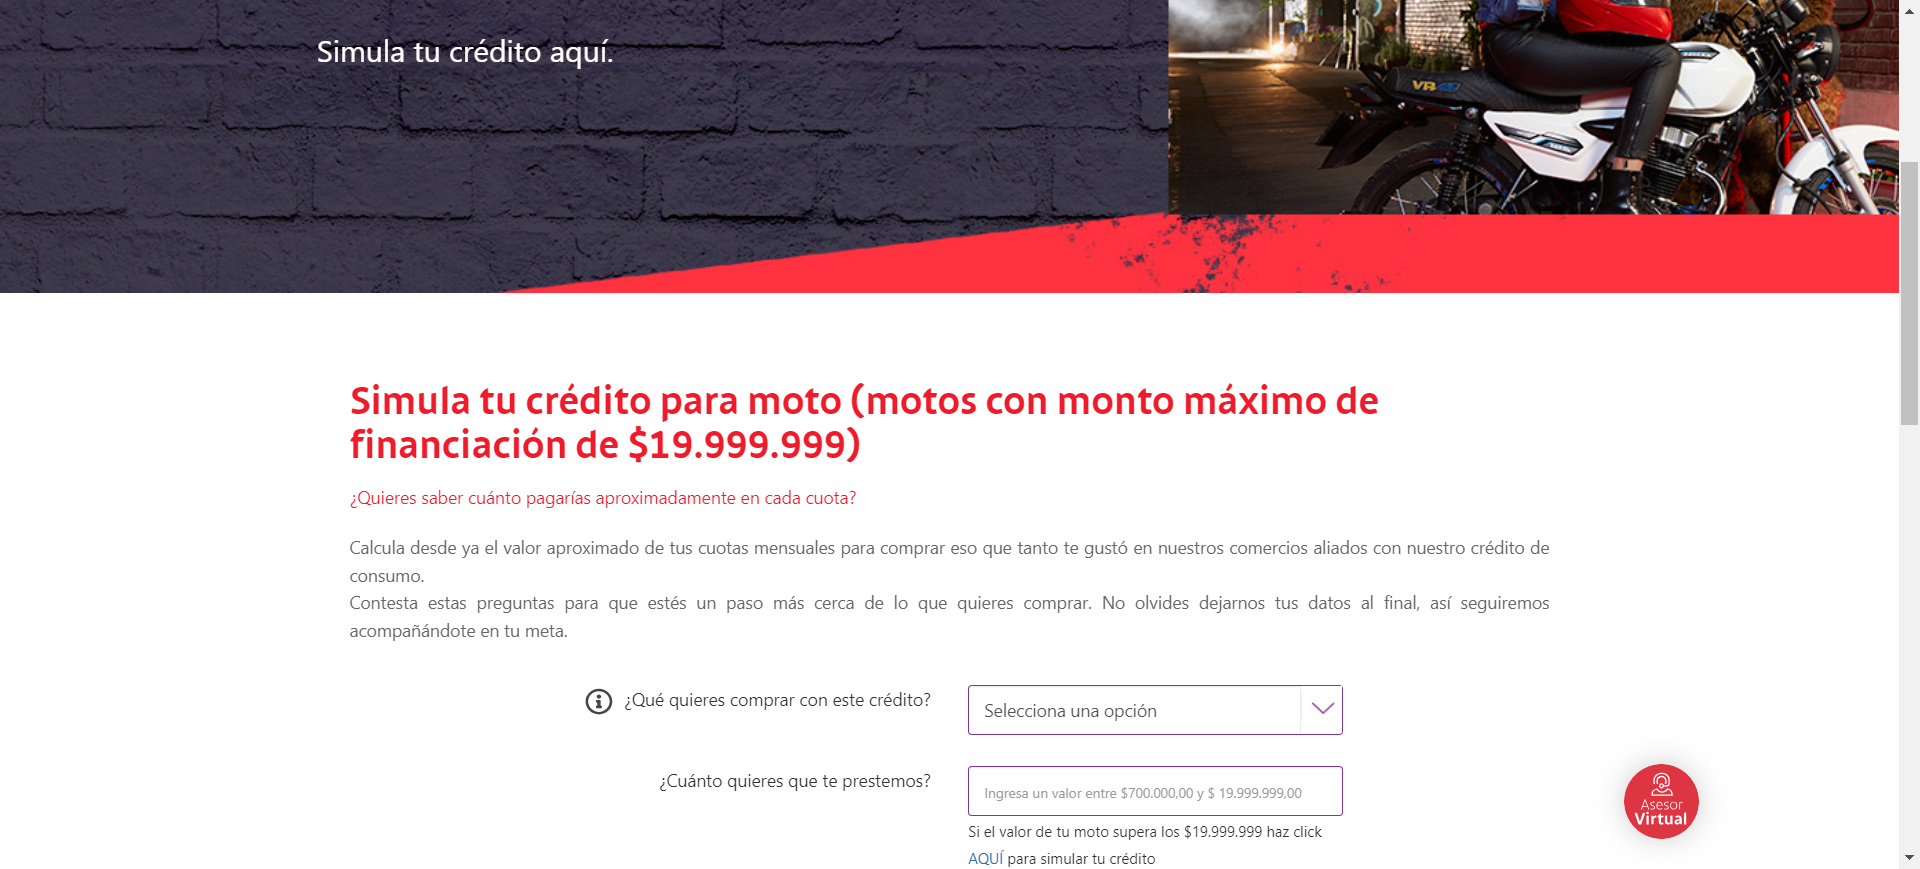 Simula tu crédito aquí.
VR
Simula tu crédito para moto (motos con monto máximo de
financiación de $19.999.999)
¿Quieres saber cuánto pagarías aproximadamente en cada cuota?
Calcula desde ya el valor aproximado de tus cuotas mensuales para comprar eso que tanto te gustó en nuestros comercios aliados con nuestro crédito de
consumo.
Contesta estas preguntas para que estés un paso más cerca de lo que quieres comprar. No olvides dejarnos tus datos al final, así seguiremos
acompañándote en tu meta.
¿Qué quieres comprar con este crédito?
Selecciona una opción
¿Cuánto quieres que te prestemos?
Ingresa un valor entre $700.000,00 y $ 19.999.999,00
Si el valor de tu moto supera los $19.999.999 haz click
AQUÍ para simular tu crédito
Asesor
Virtual